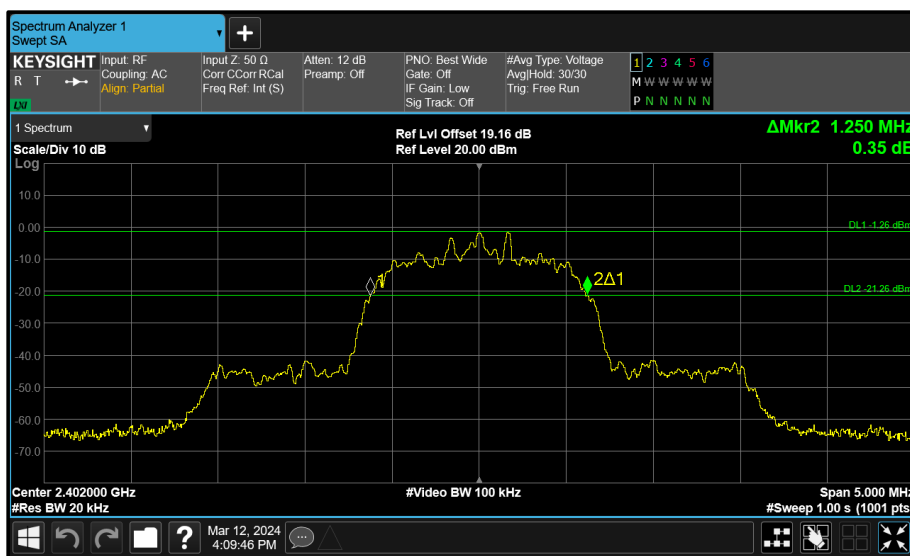 Spectrum Analyzer 1
Swept SA
KEYSIGHT
R T
LXI
Input: RF
Coupling: AC
Align: Partial
Input Z: 50 Ω
Corr CCorr RCal
Freq Ref: Int (S)
Atten: 12 dB
Preamp: Off
PNO: Best Wide
Gate: Off
IF Gain: Low
Sig Track: Off
#Avg Type: Voltage
Avg|Hold: 30/30
Trig: Free Run
1 2 3 4 5 6
M W W W W W
P N N N N N
1 Spectrum
Scale/Div 10 dB
Ref Lvl Offset 19.16 dB
Ref Level 20.00 dBm
ΔMkr2 1.250 MHz
0.35 dB
Log
10.0
0.00
DL1 -1.26 dBm
-10.0
2Δ1
-20.0
DL2 -21.26 dBm
-30.0
-40.0
-50.0
-60.0
-70.0
Center 2.402000 GHz
#Res BW 20 kHz
#Video BW 100 kHz
Span 5.000 MHz
#Sweep 1.00 s (1001 pts
?
Mar 12, 2024
4:09:46 PM